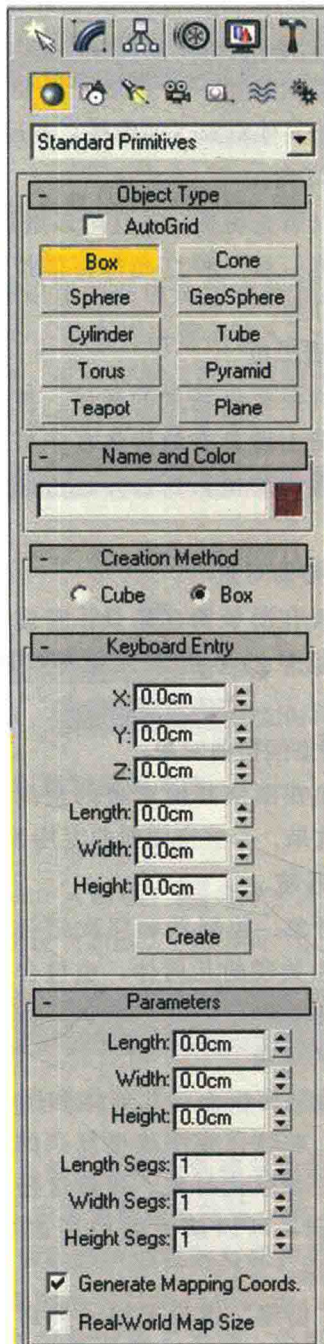 Standard Primitives
- Object Type
AutoGrid
Box Cone
Sphere GeoSphere
Cylinder Tube
Torus Pyramid
Teapot Plane
- Name and Color
- Creation Method
Cube Box
- Keyboard Entry
X: 0.0cm
Y: 0.0cm
Z: 0.0cm
Length: 0.0cm
Width: 0.0cm
Height: 0.0cm
Create
- Parameters
Length: 0.0cm
Width: 0.0cm
Height: 0.0cm
Length Segs: 1
Width Segs: 1
Height Segs: 1
Generate Mapping Coords.
Real-World Map Size